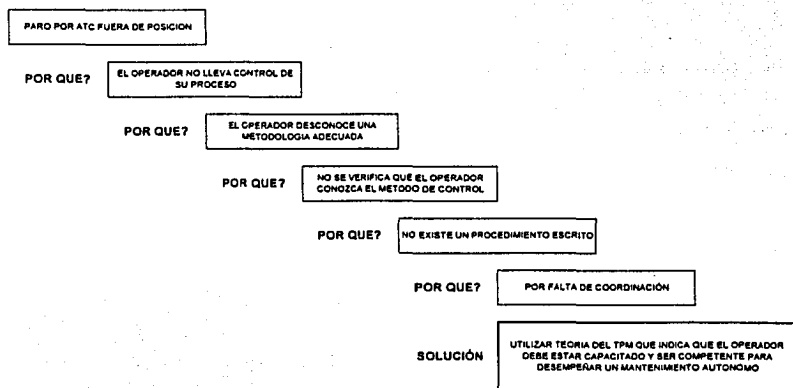 PARO POR ATC FUERA DE POSICION
POR QUE?
EL OPERADOR NO LLEVA CONTROL DE
SU PROCESO
POR QUE?
EL OPERADOR DESCONOCE UNA
METODOLOGIA ADECUADA
POR QUE?
NO SE VERIFICA QUE EL OPERADOR
CONOZCA EL METODO DE CONTROL
POR QUE?
NO EXISTE UN PROCEDIMIENTO ESCRITO
POR QUE?
POR FALTA DE COORDINACIÓN
SOLUCIÓN
UTILIZAR TEORIA DEL TPM QUE INDICA QUE EL OPERADOR
DEBE ESTAR CAPACITADO Y SER COMPETENTE PARA
DESEMPEÑAR UN MANTENIMIENTO AUTONOMO